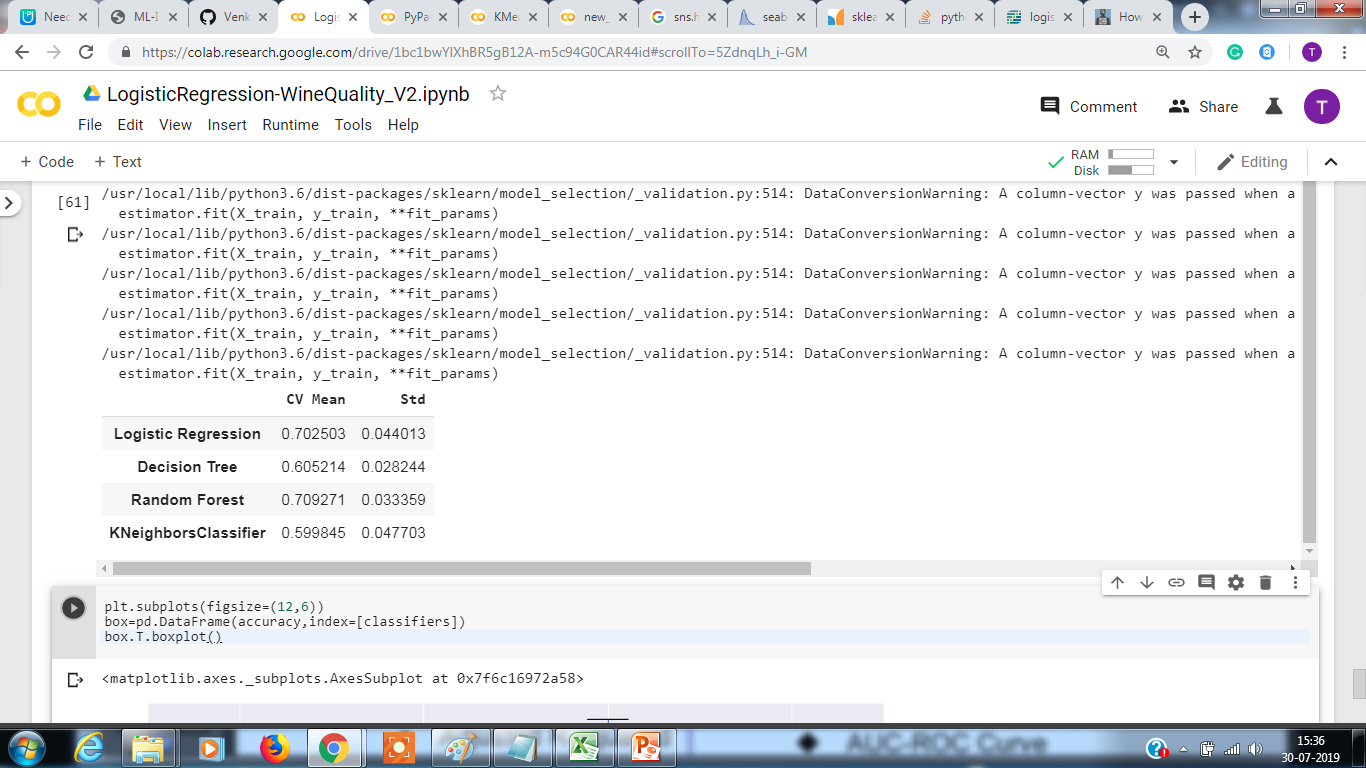 Need
ML-I
Venk
Logis
PyPa
KMe
new_
sns.h
seab
sklea
pyth
logis
How
https://colab.research.google.com/drive/1bc1bwYIXhBR5gB12A-m5c94G0CAR44id#scrollTo=5ZdnqLh_i-GM
T
LogisticRegression-WineQuality_V2.ipynb
File Edit View Insert Runtime Tools Help
Comment Share T
+ Code + Text
RAM
Disk
Editing
[61]
/usr/local/lib/python3.6/dist-packages/sklearn/model_selection/_validation.py:514: DataConversionWarning: A column-vector y was passed when a
estimator.fit(X_train, y_train, **fit_params)
/usr/local/lib/python3.6/dist-packages/sklearn/model_selection/_validation.py:514: DataConversionWarning: A column-vector y was passed when a
estimator.fit(X_train, y_train, **fit_params)
/usr/local/lib/python3.6/dist-packages/sklearn/model_selection/_validation.py:514: DataConversionWarning: A column-vector y was passed when a
estimator.fit(X_train, y_train, **fit_params)
/usr/local/lib/python3.6/dist-packages/sklearn/model_selection/_validation.py:514: DataConversionWarning: A column-vector y was passed when a
estimator.fit(X_train, y_train, **fit_params)
/usr/local/lib/python3.6/dist-packages/sklearn/model_selection/_validation.py:514: DataConversionWarning: A column-vector y was passed when a
estimator.fit(X_train, y_train, **fit_params)
CV Mean Std
Logistic Regression 0.702503 0.044013
Decision Tree 0.605214 0.028244
Random Forest 0.709271 0.033359
KNeighborsClassifier 0.599845 0.047703
plt.subplots(figsize=(12,6))
box=pd.DataFrame(accuracy,index=[classifiers])
box.T.boxplot()
<matplotlib.axes._subplots.AxesSubplot at 0x7f6c16972a58>
AUC-ROC Curve
15:36
30-07-2019